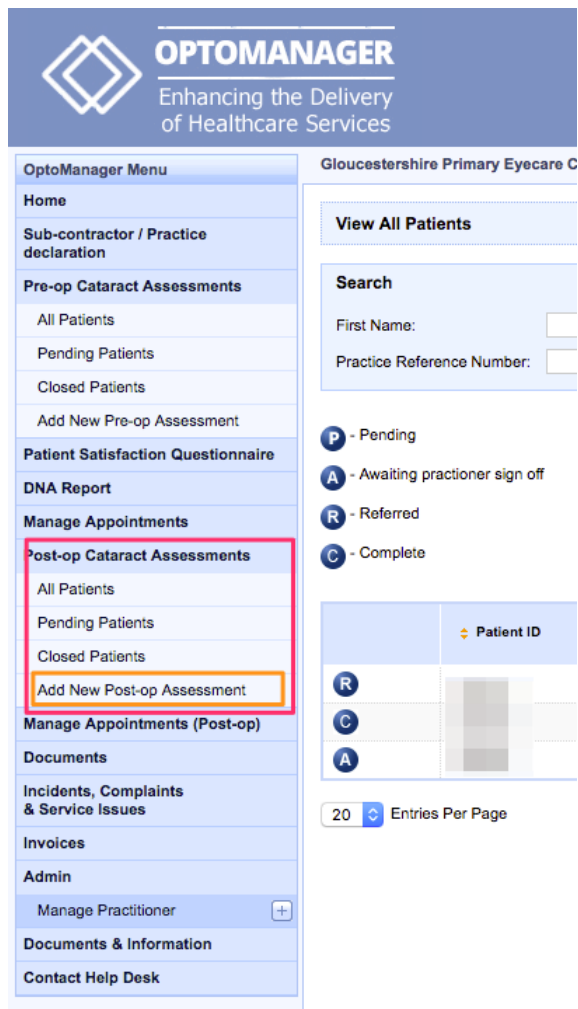 OPTOMANAGER
Enhancing the Delivery
of Healthcare Services
OptoManager Menu
Home
Sub-contractor / Practice
declaration
Pre-op Cataract Assessments
All Patients
Pending Patients
Closed Patients
Add New Pre-op Assessment
Patient Satisfaction Questionnaire
DNA Report
Manage Appointments
Post-op Cataract Assessments
All Patients
Pending Patients
Closed Patients
Add New Post-op Assessment
Manage Appointments (Post-op)
Documents
Incidents, Complaints
& Service Issues
Invoices
Admin
Manage Practitioner
Documents & Information
Contact Help Desk
Gloucestershire Primary Eyecare C
View All Patients
Search
First Name:
Practice Reference Number:
P - Pending
A - Awaiting practioner sign off
R - Referred
C - Complete
Patient ID
R
C
A
20 Entries Per Page